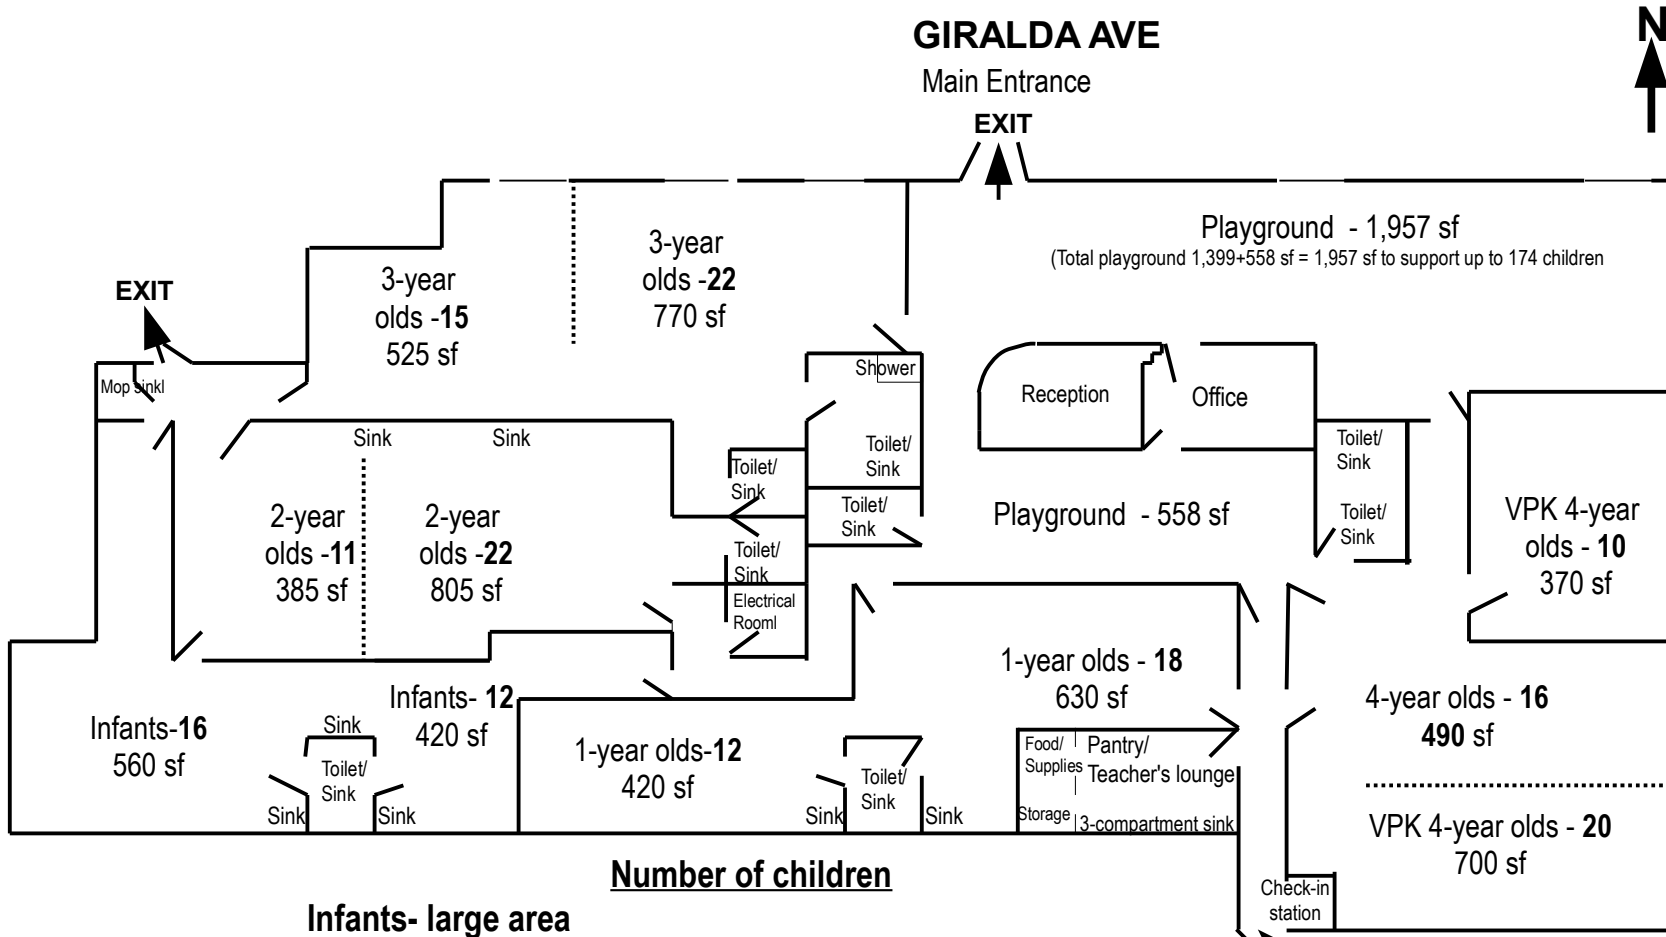 GIRALDA AVE
N
Main Entrance
EXIT
Playground - 1,957 sf
(Total playground 1,399+558 sf = 1,957 sf to support up to 174 children
3-year
olds -22
770 sf
3-year
olds -15
525 sf
EXIT
Mop sinkl
Shower
Reception
Office
Sink
Sink
Toilet/
Sink
Toilet/
Sink
Toilet/
Sink
Toilet/
Sink
Toilet/
Sink
Toilet/
Sink
Playground - 558 sf
VPK 4-year
olds - 10
370 sf
2-year
olds -11
385 sf
2-year
olds -22
805 sf
Electrical
Rooml
1-year olds - 18
630 sf
4-year olds - 16
490 sf
Infants-16
560 sf
Infants- 12
420 sf
Sink
Toilet/
Sink
Sink
Sink
1-year olds-12
420 sf
Toilet/
Sink
Sink
Sink
Food/
Supplies
Pantry/
Teacher's lounge
Storage
3-compartment sink
VPK 4-year olds - 20
700 sf
Number of children
Check-in
station
Infants- large area